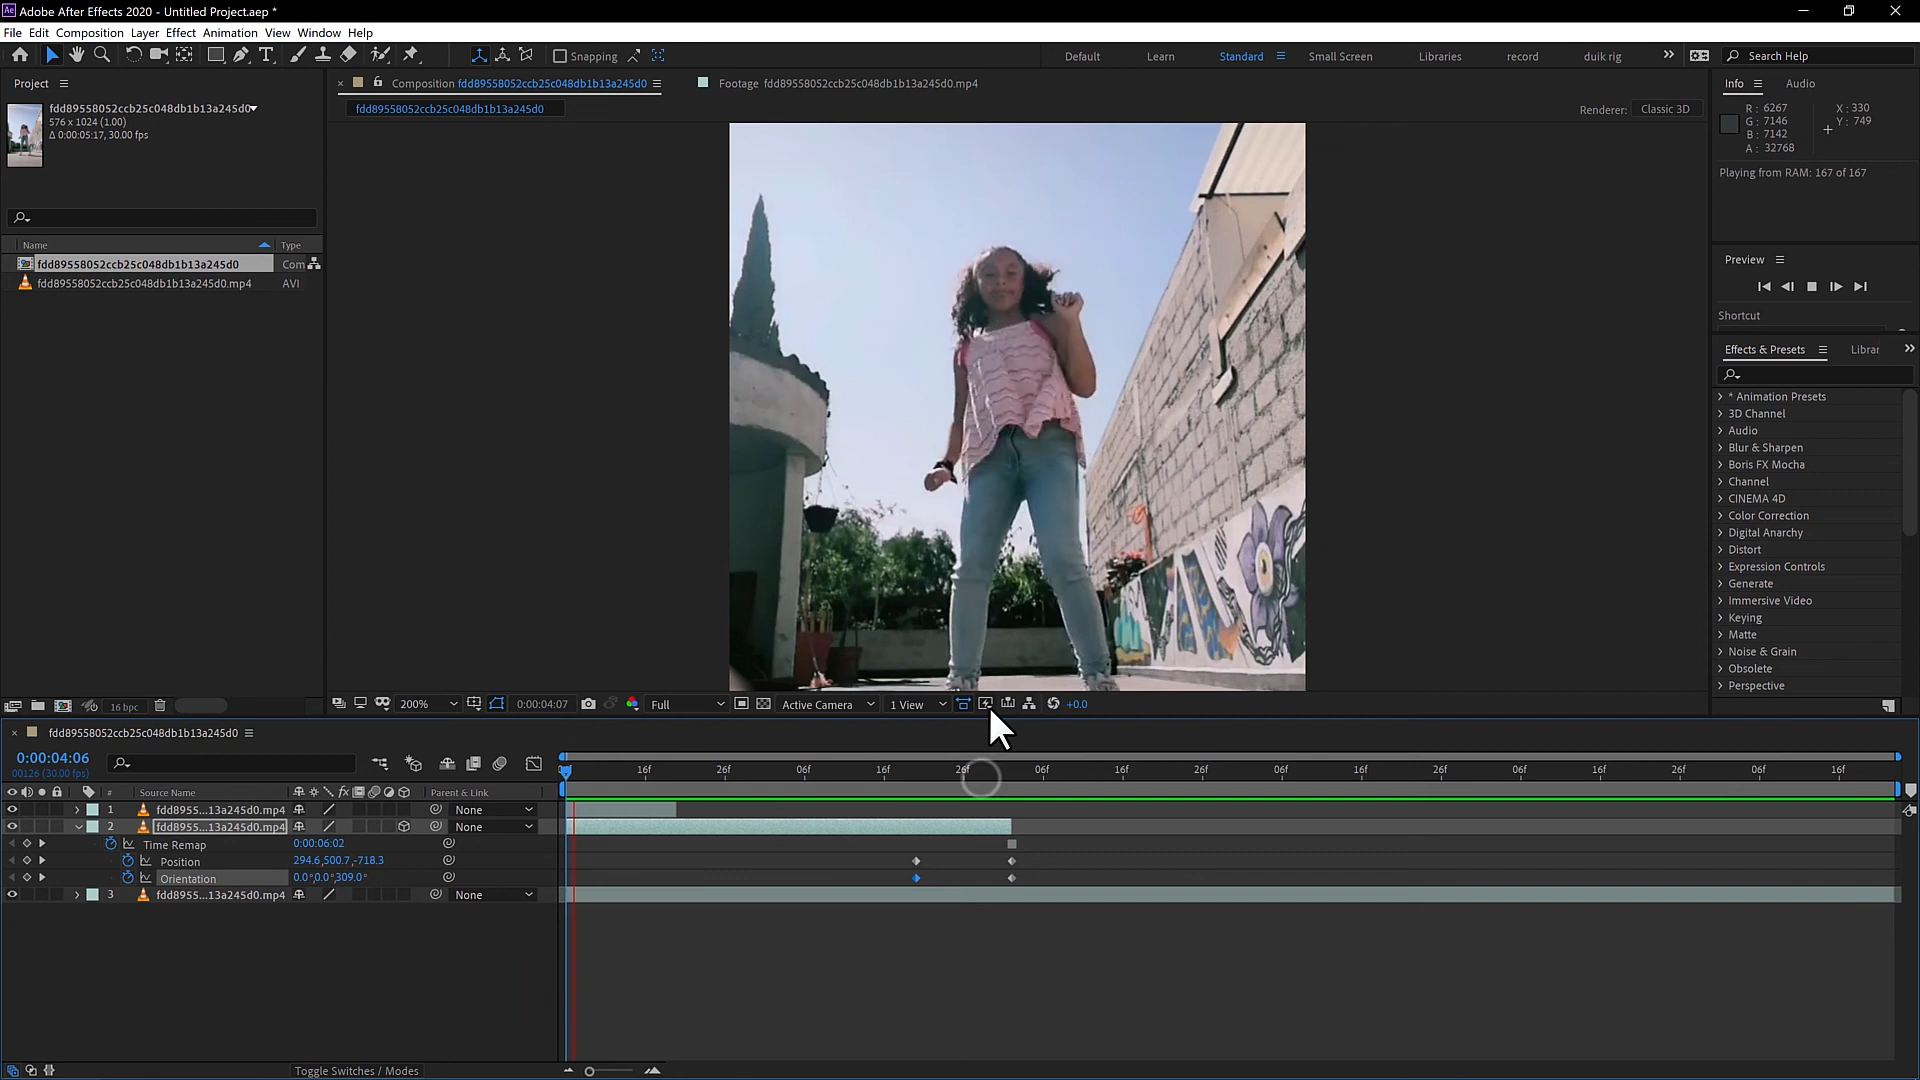 Ae Adobe After Effects 2020 - Untitled Project.aep *
File Edit Composition Layer Effect Animation View Window Help
Snapping
Default Learn Standard Small Screen Libraries record duik rig Search Help
Project
Composition fdd89558052ccb25c048db1b13a245d0
Footage fdd89558052ccb25c048db1b13a245d0.mp4
Info Audio
fdd89558052ccb25c048db1b13a245d0
576 x 1024 (1.00)
Δ 0:00:05:17, 30.00 fps
fdd89558052ccb25c048db1b13a245d0
Renderer: Classic 3D
R: 6267
G: 7146
B: 7142
A: 32768
X: 330
Y: 749
Playing from RAM: 167 of 167
Name Type
fdd89558052ccb25c048db1b13a245d0 Com
fdd89558052ccb25c048db1b13a245d0.mp4 AVI
Preview
Shortcut
Effects & Presets Librar
* Animation Presets
3D Channel
Audio
Blur & Sharpen
Boris FX Mocha
Channel
CINEMA 4D
Color Correction
Digital Anarchy
Distort
Expression Controls
Generate
Immersive Video
Keying
Matte
Noise & Grain
Obsolete
Perspective
16 bpc
200% 0:00:04:07 Full Active Camera 1 View +0.0
fdd89558052ccb25c048db1b13a245d0
0:00:04:06
00126 (30.00 fps)
16f 26f 06f 16f 26f 06f 16f 26f 06f 16f 26f 06f 16f 26f 06f 16f
# Source Name fx Parent & Link
1 fdd8955...13a245d0.mp4 None
2 fdd8955...13a245d0.mp4 None
Time Remap 0:00:06:02
Position 294.6,500.7,-718.3
Orientation 0.0°,0.0°,309.0°
3 fdd8955...13a245d0.mp4 None
Toggle Switches / Modes